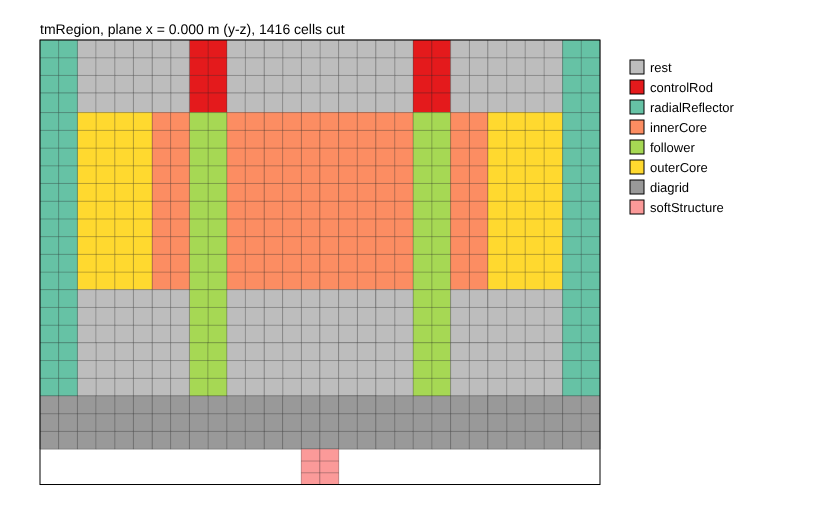 tmRegion, plane x = 0.000 m (y-z), 1416 cells cut
rest
controlRod
radialReflector
innerCore
follower
outerCore
diagrid
softStructure